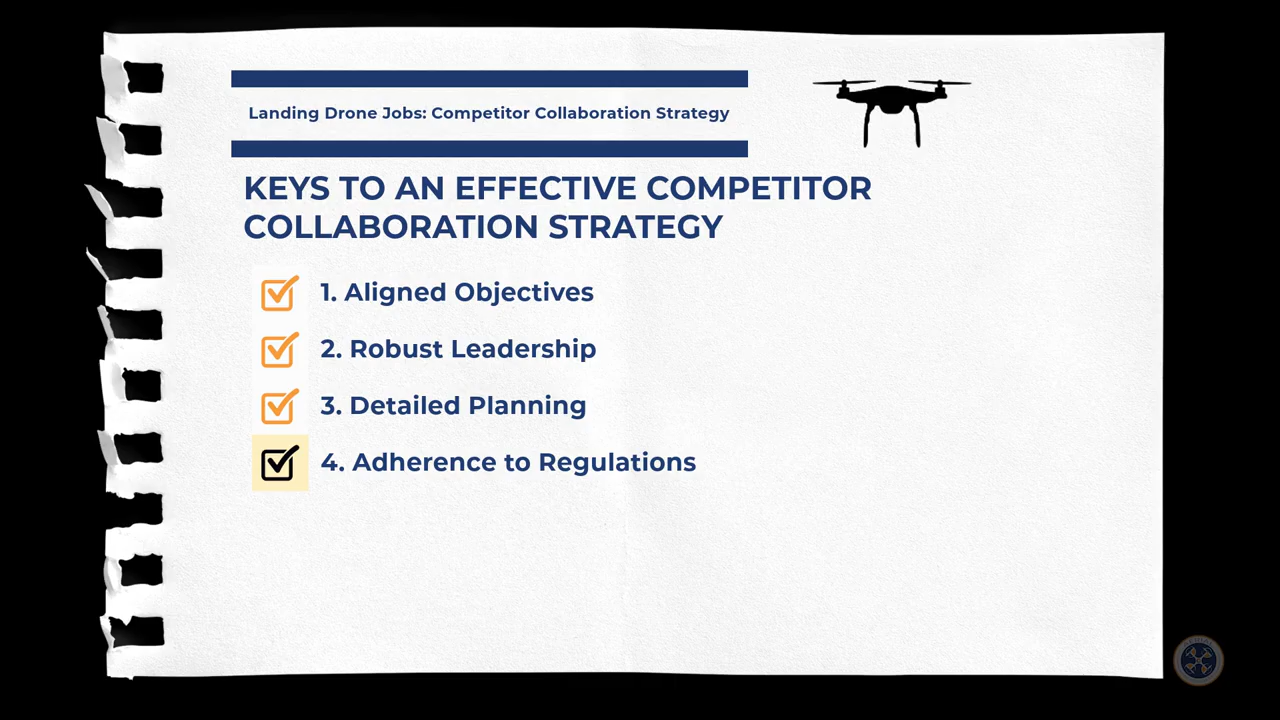 Landing Drone Jobs: Competitor Collaboration Strategy
KEYS TO AN EFFECTIVE COMPETITOR
COLLABORATION STRATEGY
1. Aligned Objectives
2. Robust Leadership
3. Detailed Planning
4. Adherence to Regulations